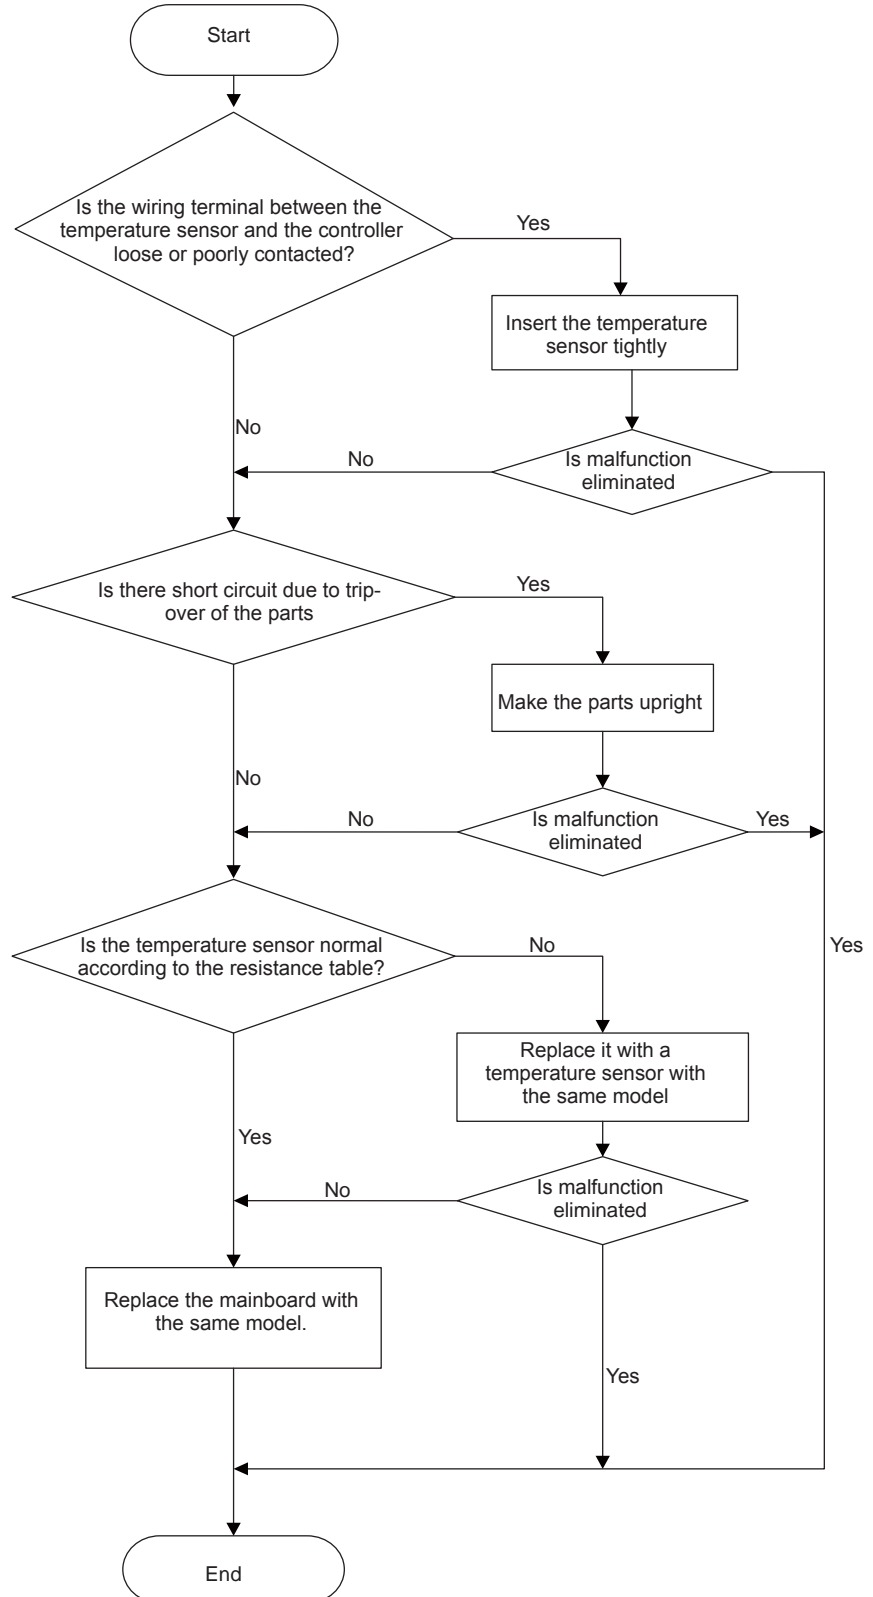 Start
Is the wiring terminal between the
temperature sensor and the controller
loose or poorly contacted?
Yes
Insert the temperature
sensor tightly
No
No
Is malfunction
eliminated
Is there short circuit due to trip-
over of the parts
Yes
Make the parts upright
No
No
Is malfunction
eliminated
Yes
Is the temperature sensor normal
according to the resistance table?
No
Yes
Replace it with a
temperature sensor with
the same model
Yes
No
Is malfunction
eliminated
Replace the mainboard with
the same model.
Yes
End